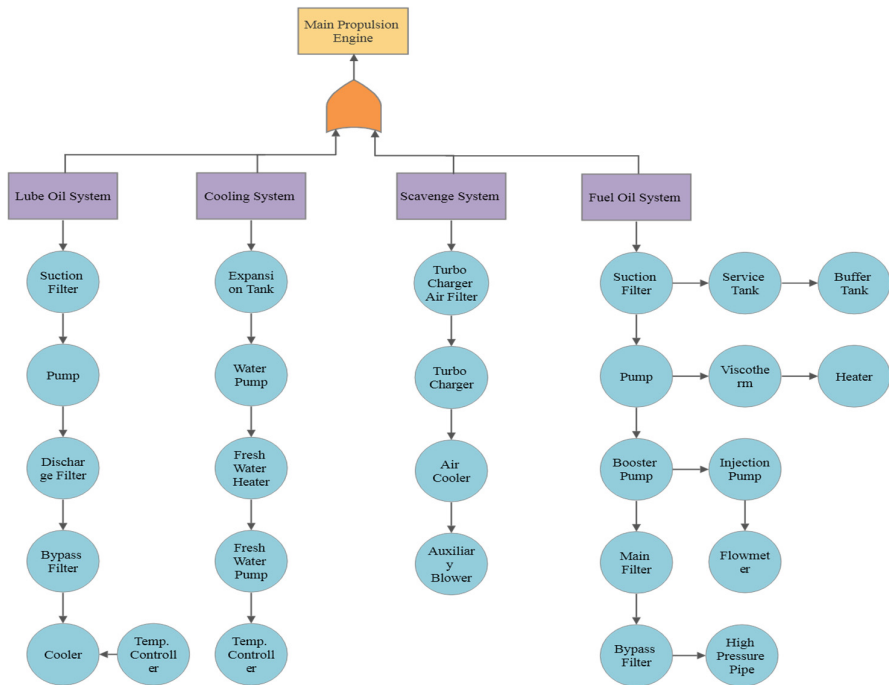 Main Propulsion
Engine
Lube Oil System
Cooling System
Scavenge System
Fuel Oil System
Suction
Filter
Expansi
on Tank
Turbo
Charger
Air Filter
Suction
Filter
Service
Tank
Buffer
Tank
Pump
Water
Pump
Turbo
Charger
Pump
Viscothe
rm
Heater
Dischar
ge Filter
Fresh
Water
Heater
Air
Cooler
Booster
Pump
Injection
Pump
Bypass
Filter
Fresh
Water
Pump
Auxiliar
y
Blower
Main
Filter
Flowmet
er
Cooler
Temp.
Controll
er
Temp.
Controll
er
Bypass
Filter
High
Pressure
Pipe